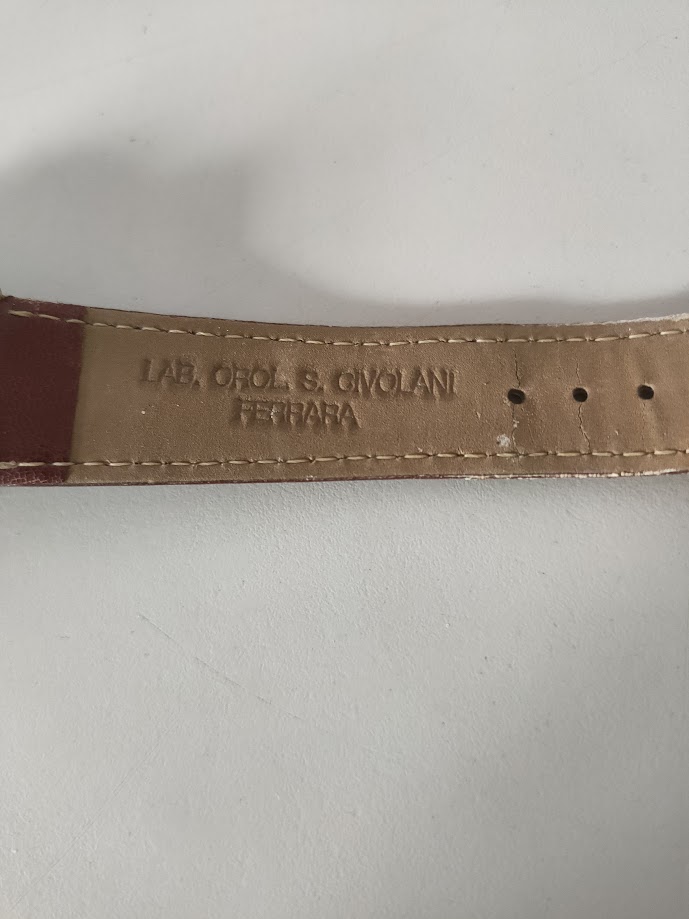 LAB. OROL. S. CIVOLANI
FERRARA